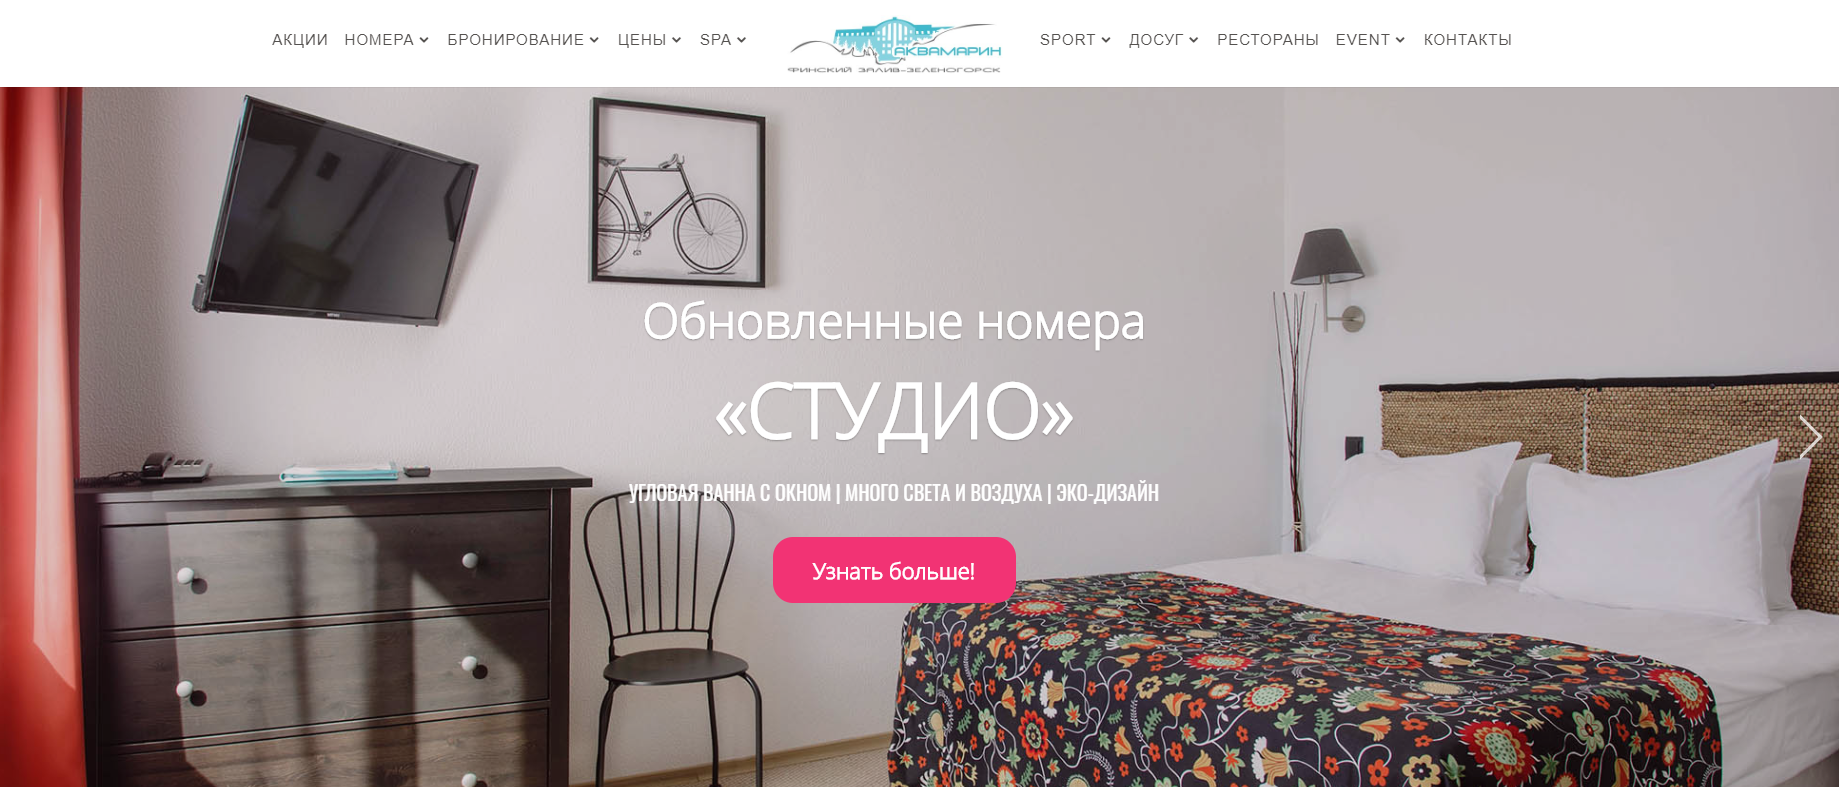 АКЦИИ НОМЕРА БРОНИРОВАНИЕ ЦЕНЫ SPA
АКВАМАРИН
ФИНСКИЙ ЗАЛИВ-ЗЕЛЕНОГОРСК
SPORT ДОСУГ РЕСТОРАНЫ EVENT КОНТАКТЫ
Обновленные номера
«СТУДИО»
УГЛОВАЯ ВАННА С ОКНОМ | МНОГО СВЕТА И ВОЗДУХА | ЭКО-ДИЗАЙН
Узнать больше!